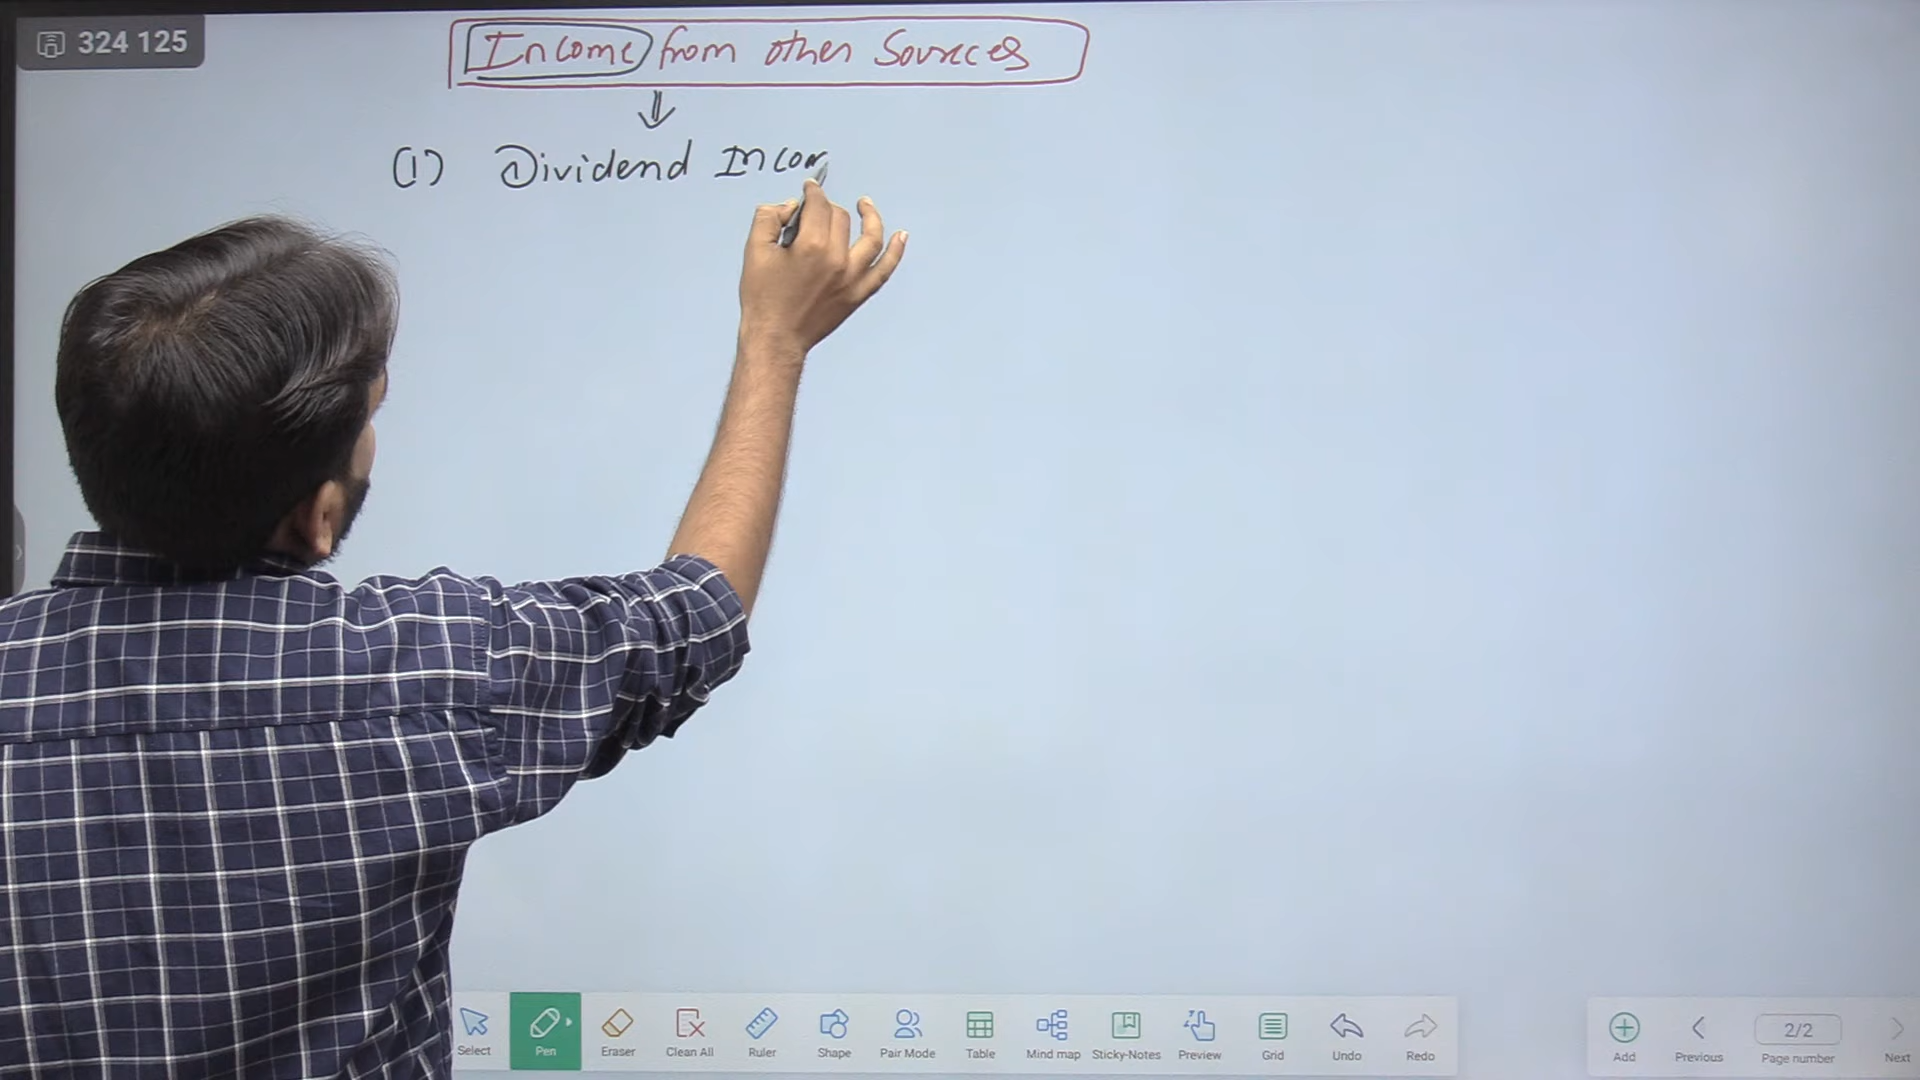 324 125
Income from other Sources
(1) Dividend Incom
Select
Pen
Eraser
Clean All
Ruler
Shape
Pair Mode
Table
Mind map
Sticky-Notes
Preview
Grid
Undo
Redo
Add
Previous
2/2
Page number
Next